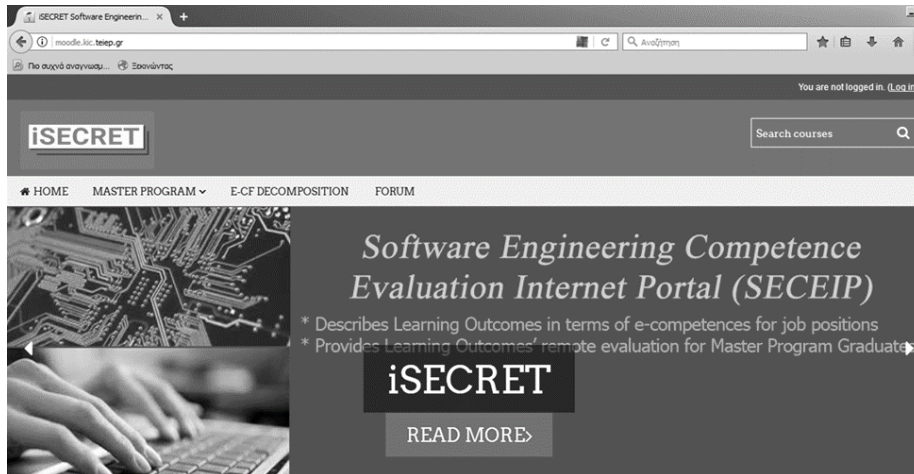 iSECRET Software Engineerin...
moodle.kic.teiep.gr
Αναζήτηση
Πιο συχνά αναγνωσμ... Ξεκινώντας
You are not logged in. (Log in
iSECRET
Search courses
HOME MASTER PROGRAM E-CF DECOMPOSITION FORUM
Software Engineering Competence
Evaluation Internet Portal (SECEIP)
* Describes Learning Outcomes in terms of e-competences for job positions
* Provides Learning Outcomes' remote evaluation for Master Program Graduates
iSECRET
READ MORE>